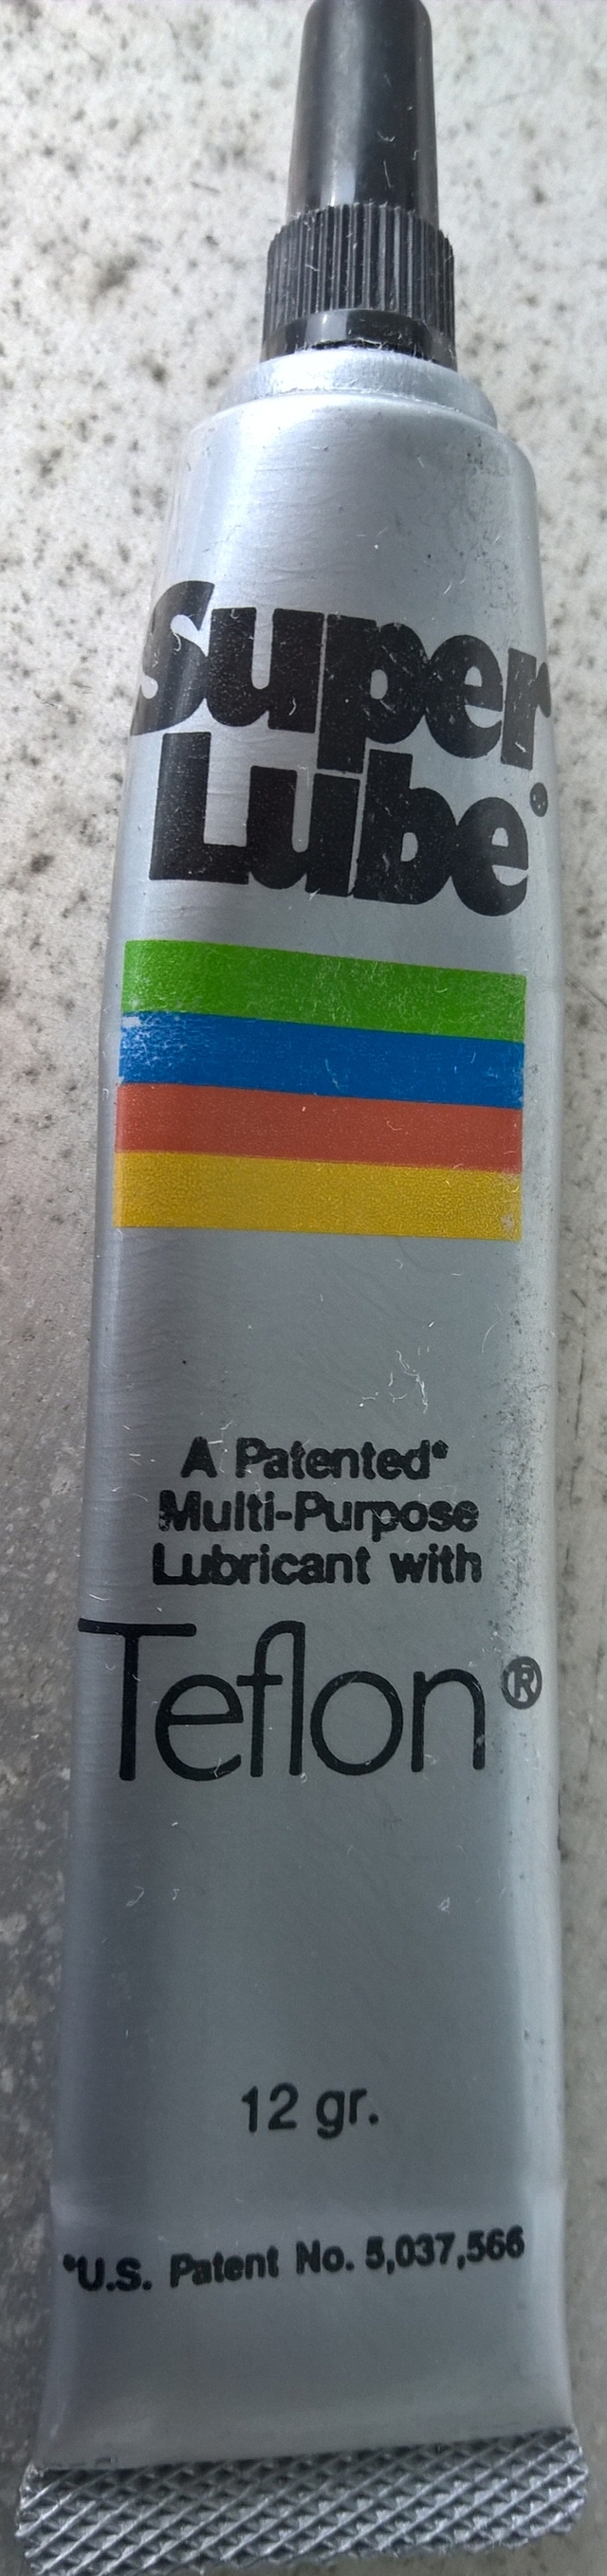 Super
Lube®
A Patented*
Multi-Purpose
Lubricant with
Teflon®
12 gr.
*U.S. Patent No. 5,037,566